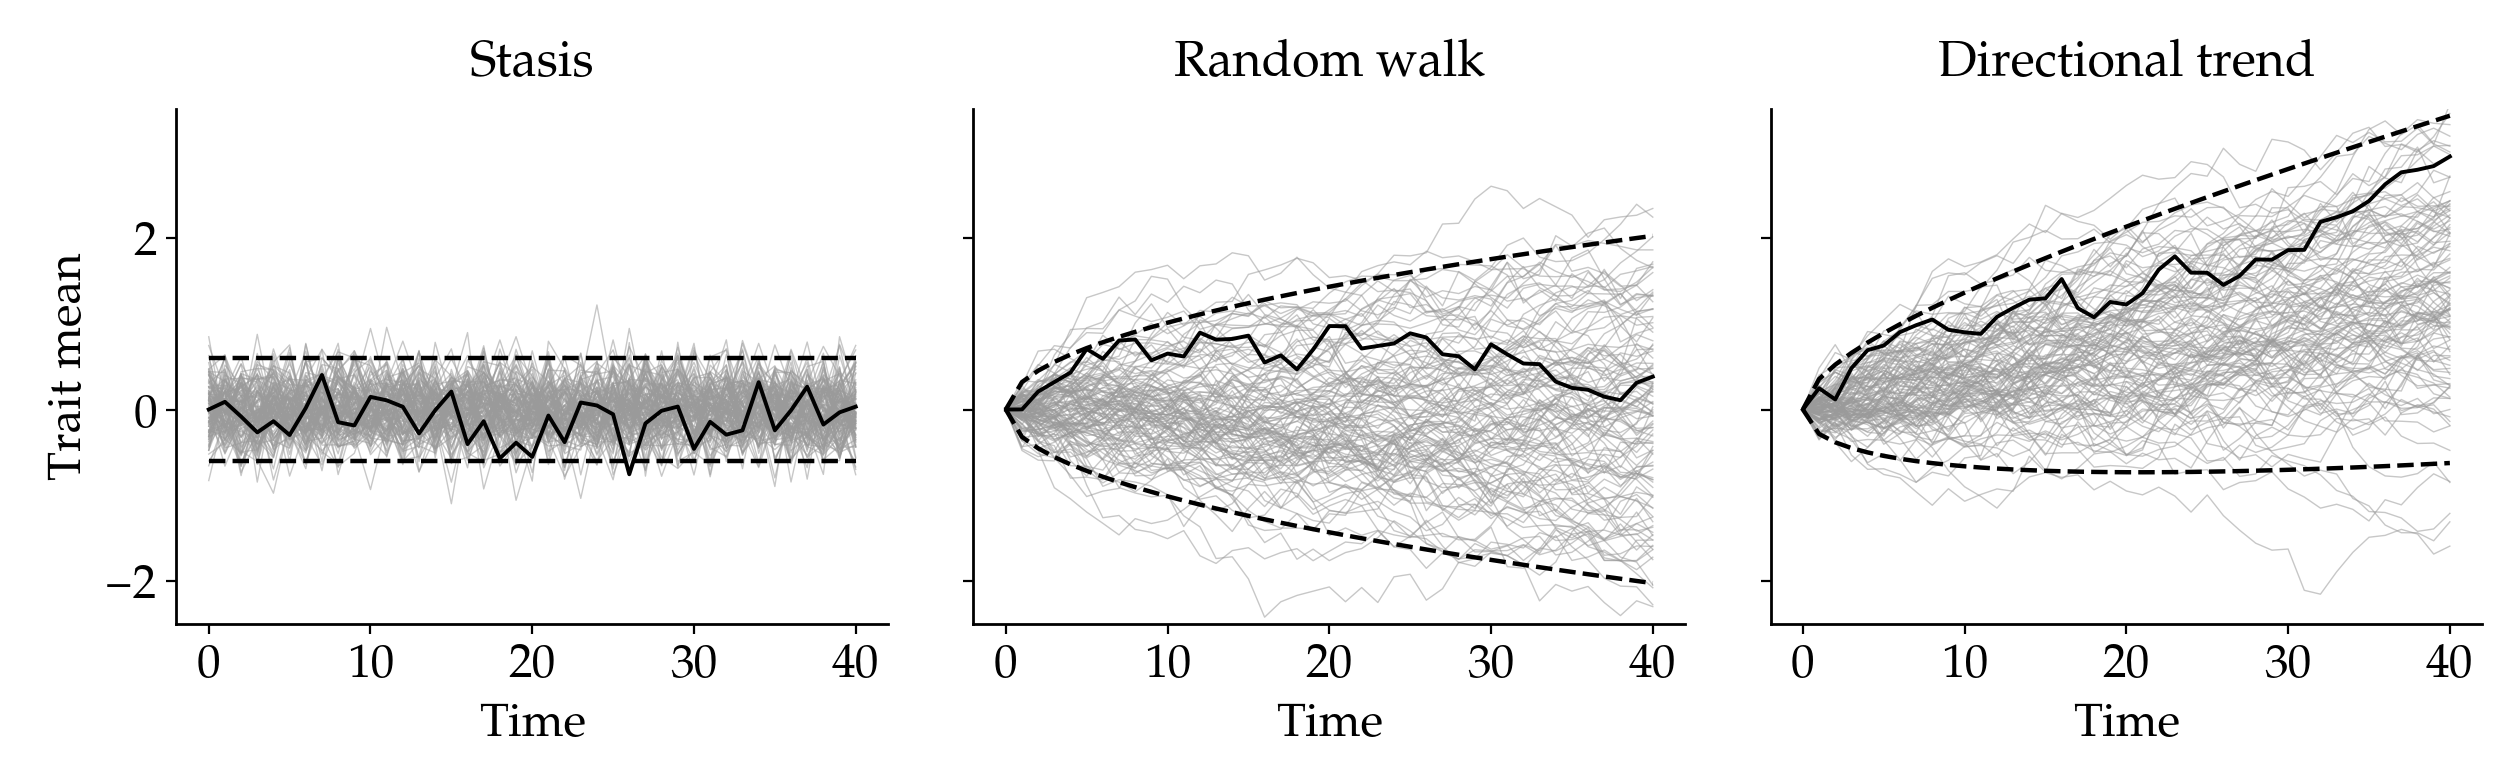 Stasis
Random walk
Directional trend
Trait mean
2
0
−2
0 10 20 30 40
0 10 20 30 40
0 10 20 30 40
Time
Time
Time